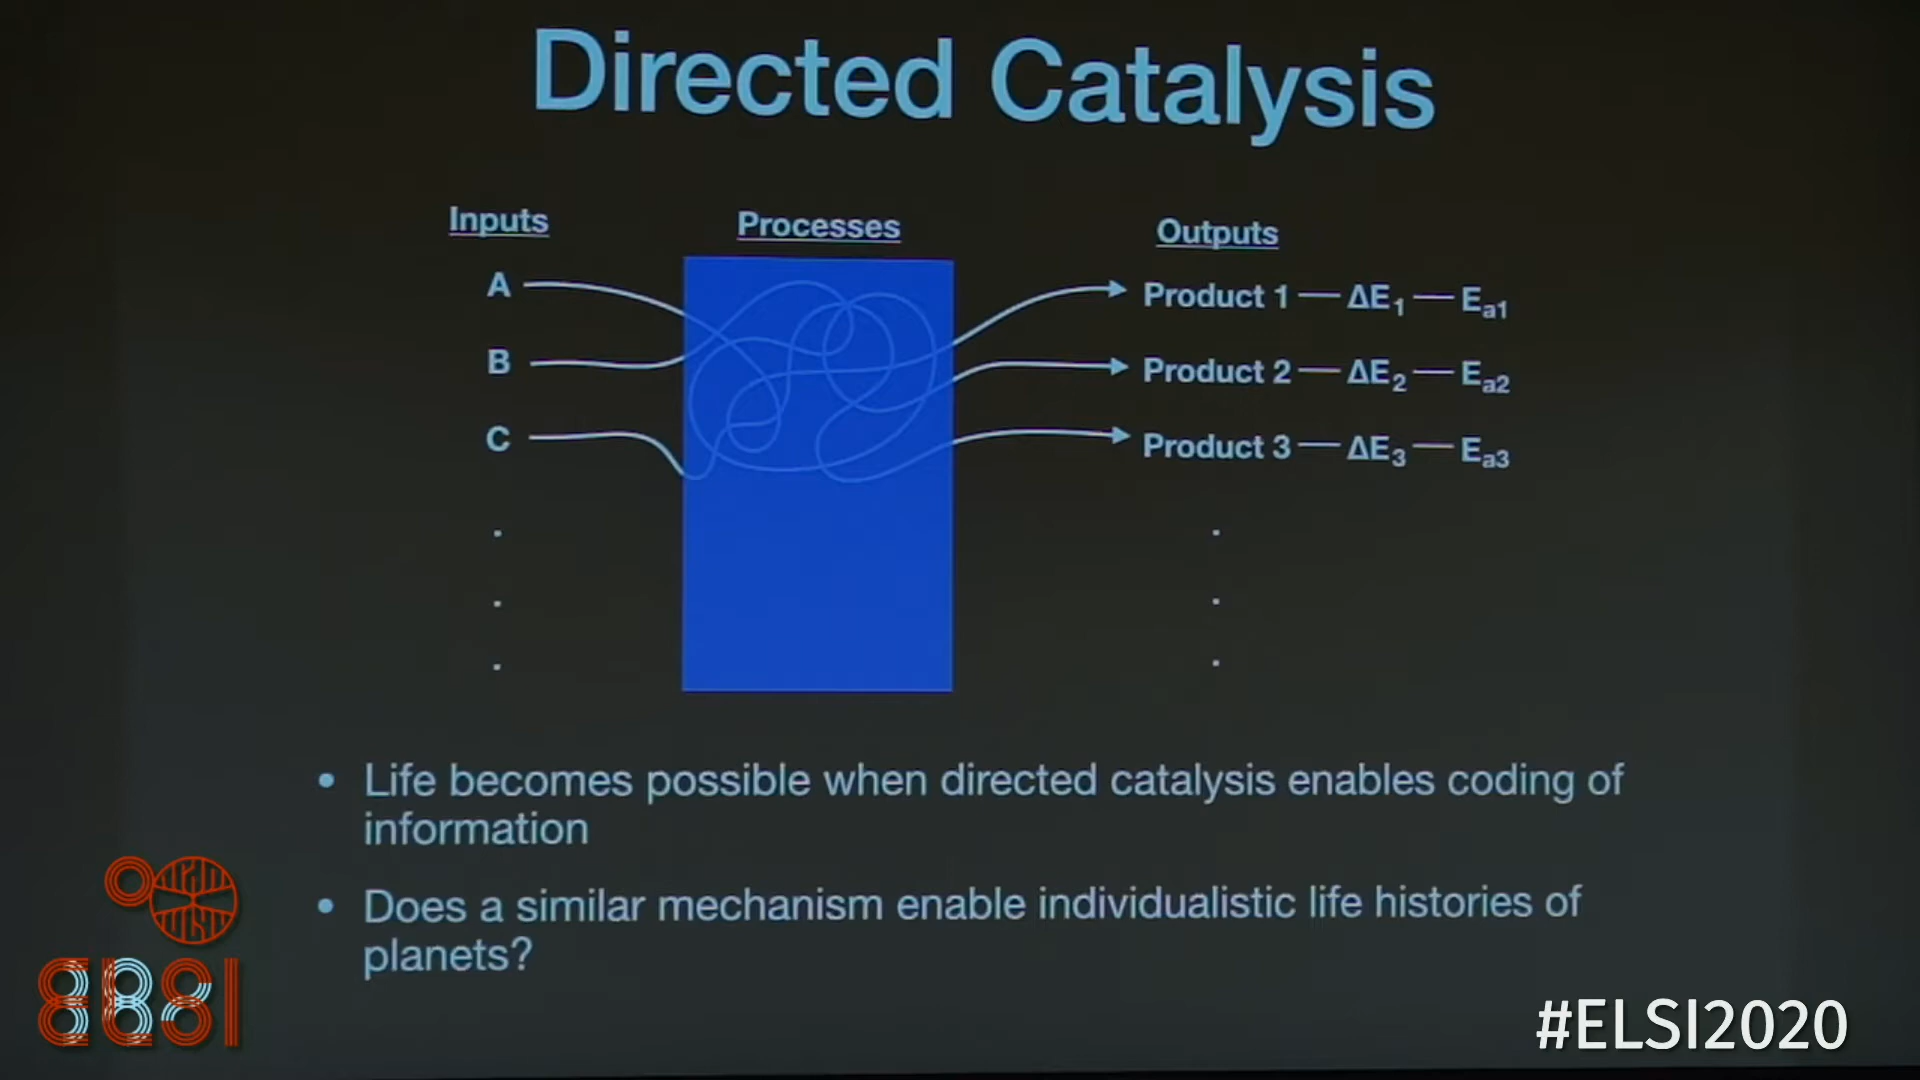 Directed Catalysis
Inputs
Processes
Outputs
A
B
C
Product 1 — ΔE1 — Ea1
Product 2 — ΔE2 — Ea2
Product 3 — ΔE3 — Ea3
• Life becomes possible when directed catalysis enables coding of
information
• Does a similar mechanism enable individualistic life histories of
planets?
ELSI
#ELSI2020